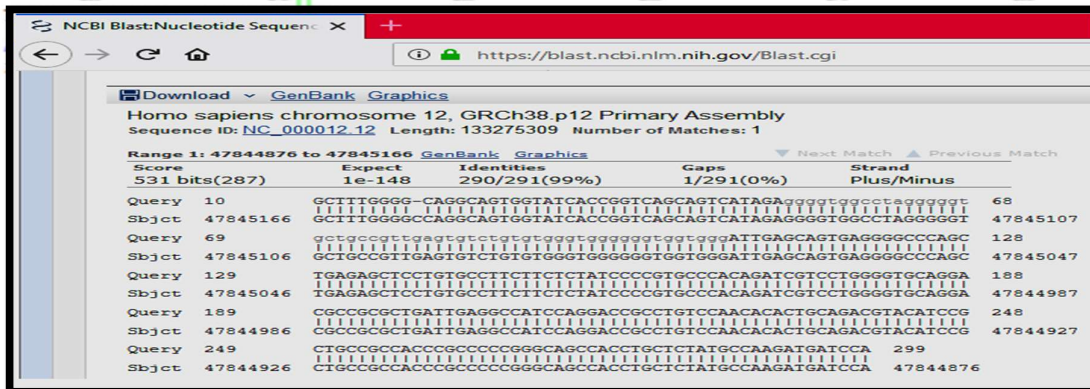 NCBI Blast:Nucleotide Sequenc
https://blast.ncbi.nlm.nih.gov/Blast.cgi
Download GenBank Graphics
Homo sapiens chromosome 12, GRCh38.p12 Primary Assembly
Sequence ID: NC_000012.12 Length: 133275309 Number of Matches: 1
Range 1: 47844876 to 47845166 GenBank Graphics Next Match Previous Match
Score Expect Identities Gaps Strand
531 bits(287) 1e-148 290/291(99%) 1/291(0%) Plus/Minus
Query 10 GCTTTGGGG-CAGGCAGTGGTATCACCGGTCAGCAGTCATAGAggggtggcctagggggt 68
Sbjct 47845166 GCTTTGGGGCCAGGCAGTGGTATCACCGGTCAGCAGTCATAGAGGGGTGGCCTAGGGGGT 47845107
Query 69 gctgccgttgagtgtctgtgtgggtggggggtggtgggATTGAGCAGTGAGGGGCCCAGC 128
Sbjct 47845106 GCTGCCGTTGAGTGTCTGTGTGGGTGGGGGGTGGTGGGATTGAGCAGTGAGGGGCCCAGC 47845047
Query 129 TGAGAGCTCCTGTGCCTTCTTCTCTATCCCCGTGCCCACAGATCGTCCTGGGGTGCAGGA 188
Sbjct 47845046 TGAGAGCTCCTGTGCCTTCTTCTCTATCCCCGTGCCCACAGATCGTCCTGGGGTGCAGGA 47844987
Query 189 CGCCGCGCTGATTGAGGCCATCCAGGACCGCCTGTCCAACACACTGCAGACGTACATCCG 248
Sbjct 47844986 CGCCGCGCTGATTGAGGCCATCCAGGACCGCCTGTCCAACACACTGCAGACGTACATCCG 47844927
Query 249 CTGCCGCCACCCGCCCCCGGGCAGCCACCTGCTCTATGCCAAGATGATCCA 299
Sbjct 47844926 CTGCCGCCACCCGCCCCCGGGCAGCCACCTGCTCTATGCCAAGATGATCCA 47844876